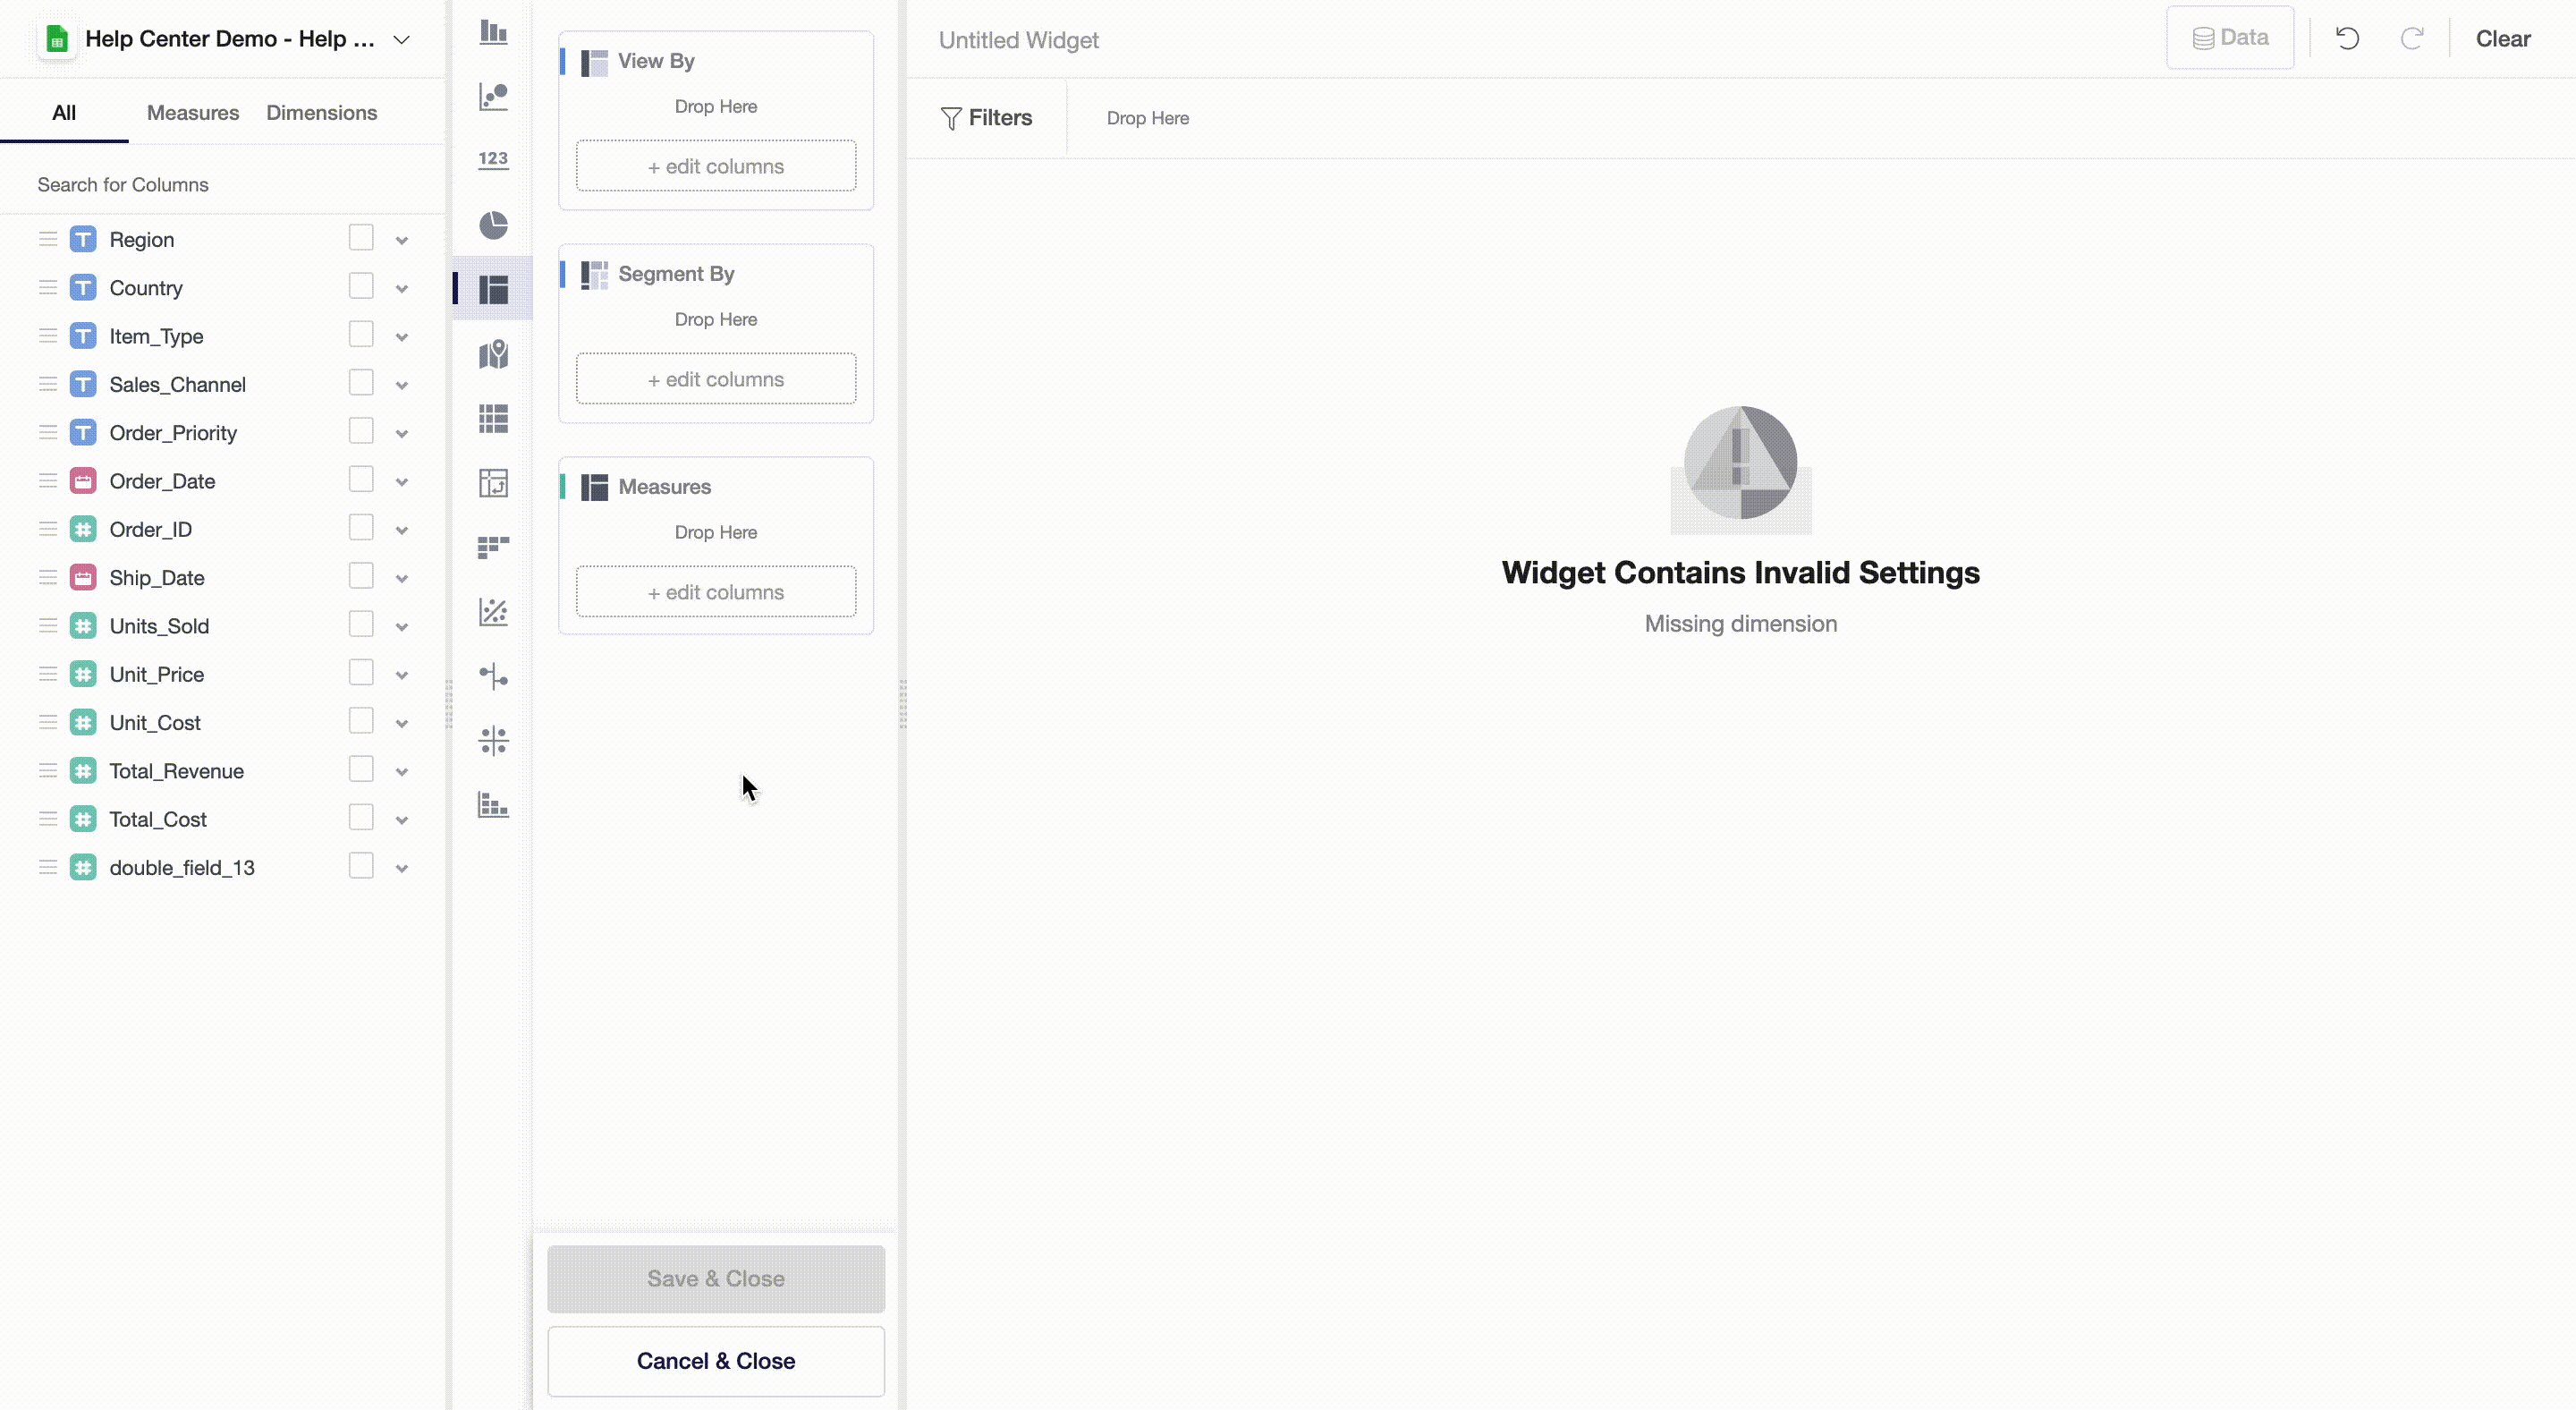 Help Center Demo - Help ...
All Measures Dimensions
Search for Columns
Region
Country
Item_Type
Sales_Channel
Order_Priority
Order_Date
Order_ID
Ship_Date
Units_Sold
Unit_Price
Unit_Cost
Total_Revenue
Total_Cost
double_field_13
123
View By
Drop Here
+ edit columns
Segment By
Drop Here
+ edit columns
Measures
Drop Here
+ edit columns
Save & Close
Cancel & Close
Untitled Widget
Data
Clear
Filters
Drop Here
Widget Contains Invalid Settings
Missing dimension